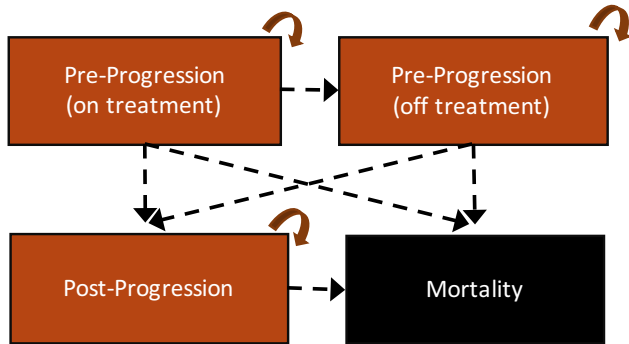 Pre-Progression
(on treatment)
Pre-Progression
(off treatment)
Post-Progression
Mortality